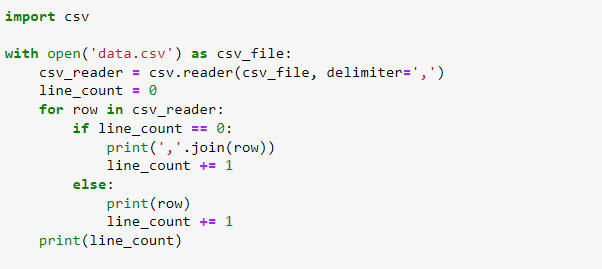 import csv

with open('data.csv') as csv_file:
    csv_reader = csv.reader(csv_file, delimiter=',')
    line_count = 0
    for row in csv_reader:
        if line_count == 0:
            print(','.join(row))
            line_count += 1
        else:
            print(row)
            line_count += 1
    print(line_count)